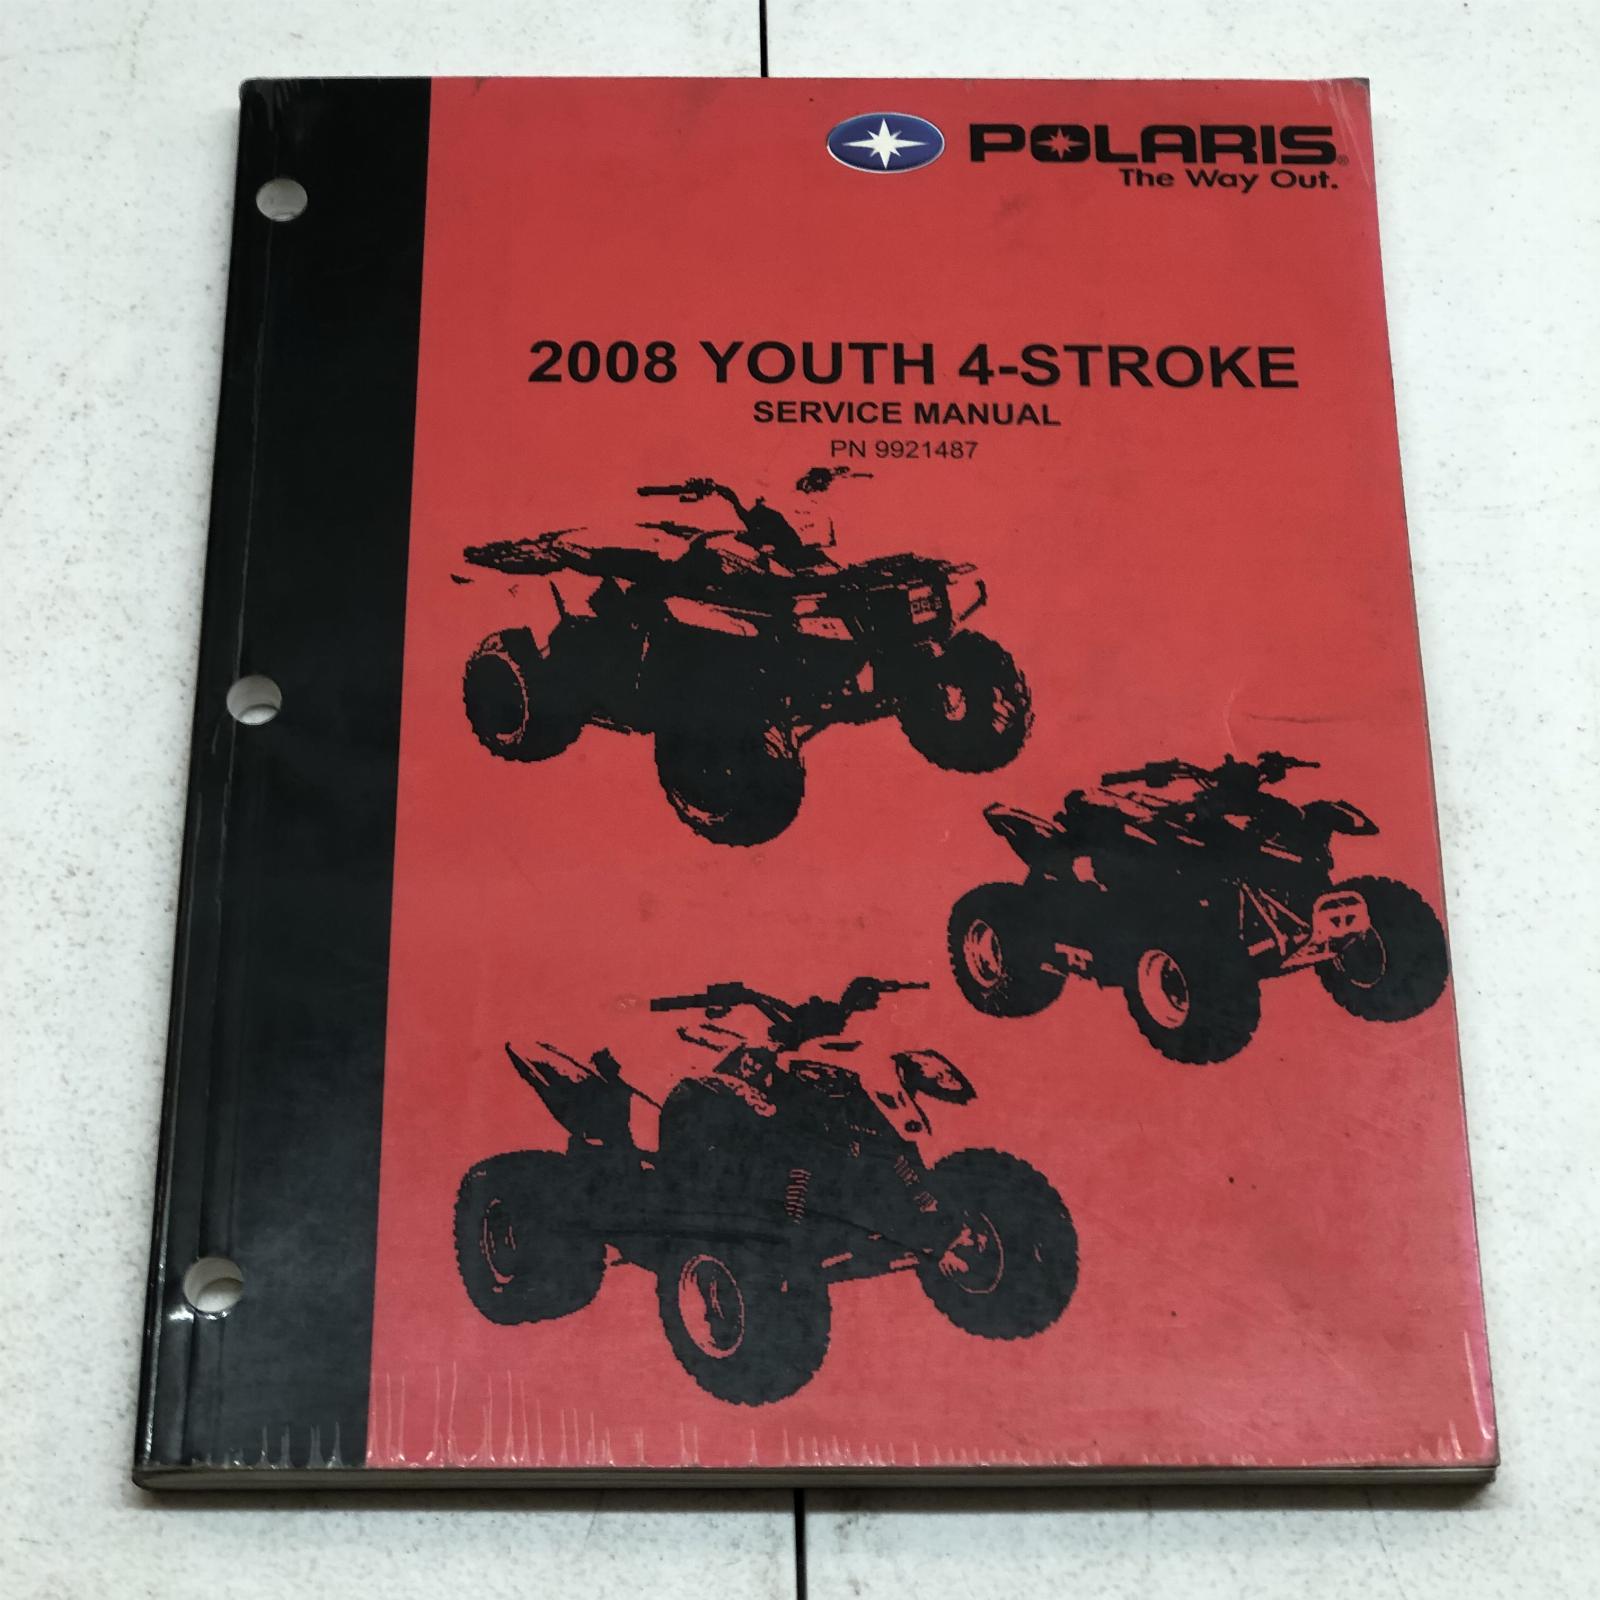 POLARIS®
The Way Out.
2008 YOUTH 4-STROKE
SERVICE MANUAL
PN 9921487